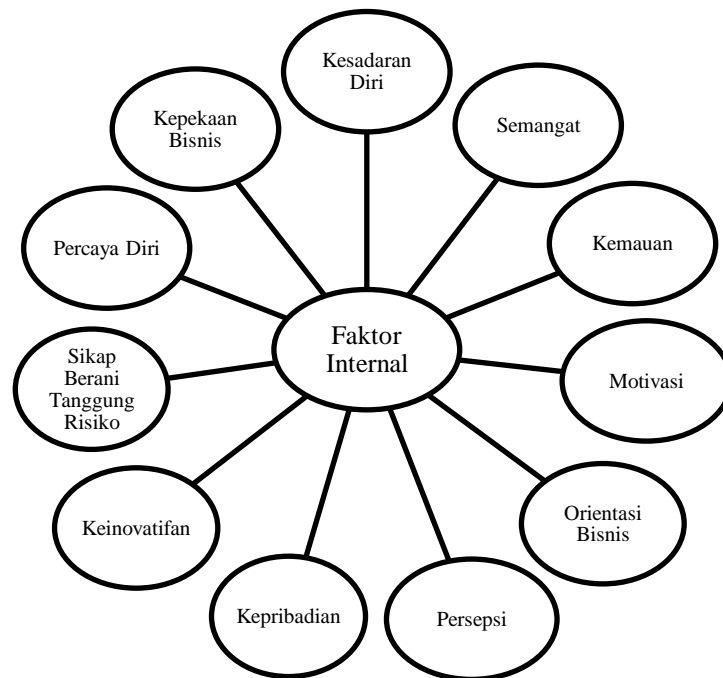 Kesadaran
Diri
Semangat
Kemauan
Motivasi
Orientasi
Bisnis
Persepsi
Kepribadian
Keinovatifan
Sikap
Berani
Tanggung
Risiko
Percaya Diri
Kepekaan
Bisnis
Faktor
Internal